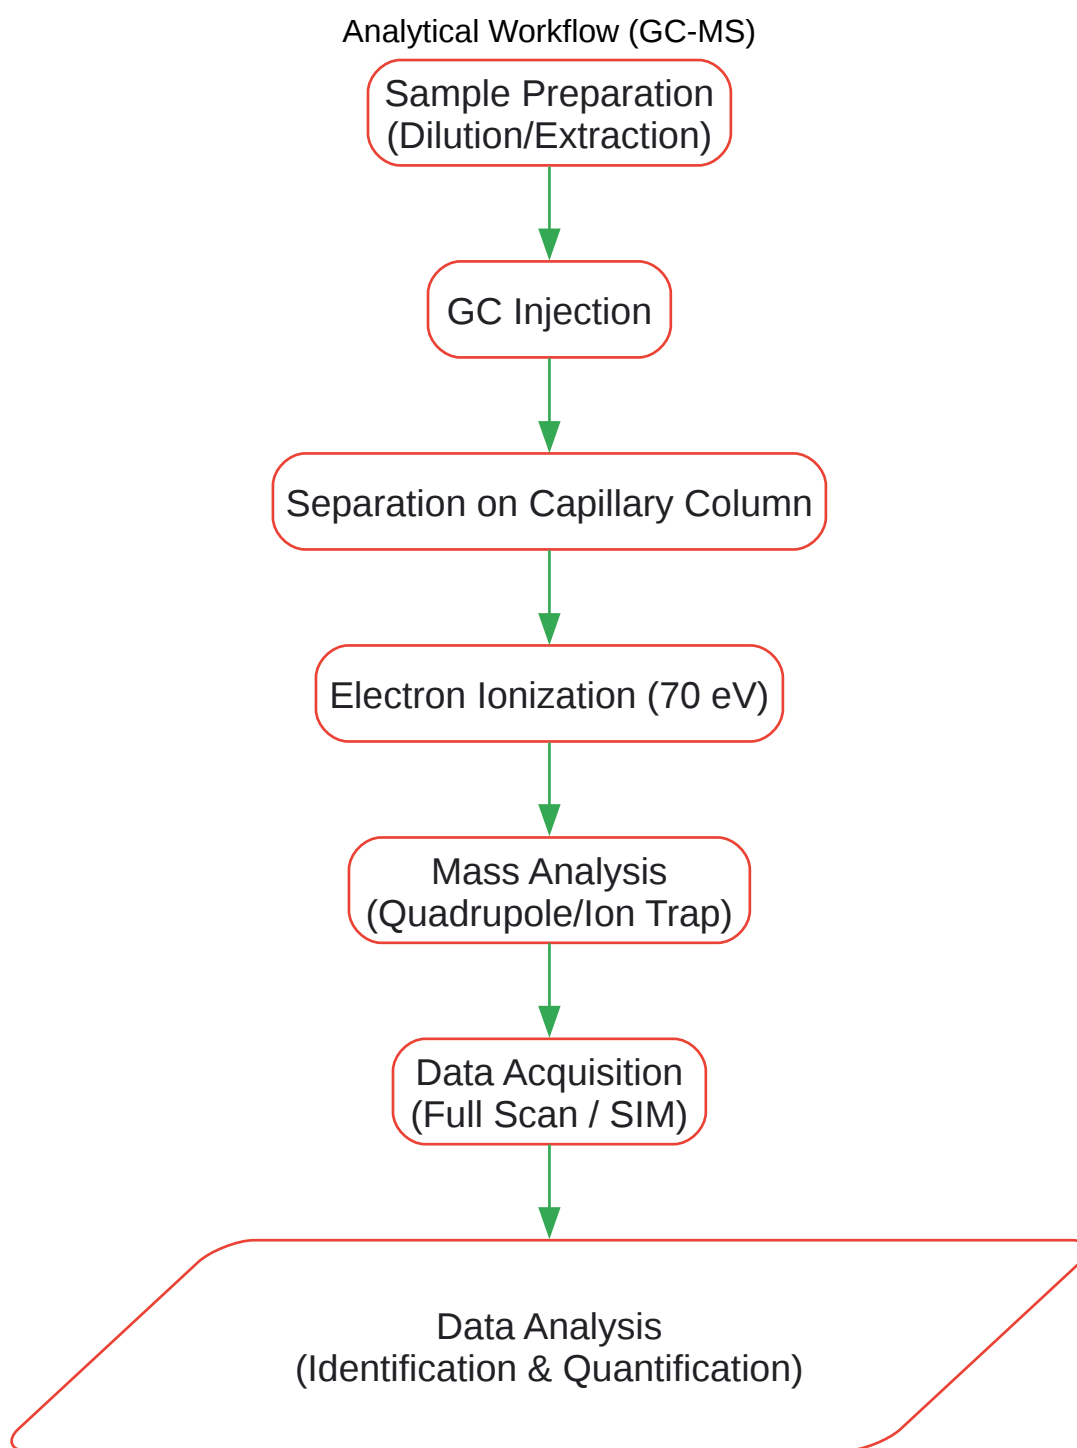 Analytical Workflow (GC-MS)
Sample Preparation
(Dilution/Extraction)
GC Injection
Separation on Capillary Column
Electron Ionization (70 eV)
Mass Analysis
(Quadrupole/Ion Trap)
Data Acquisition
(Full Scan / SIM)
Data Analysis
(Identification & Quantification)